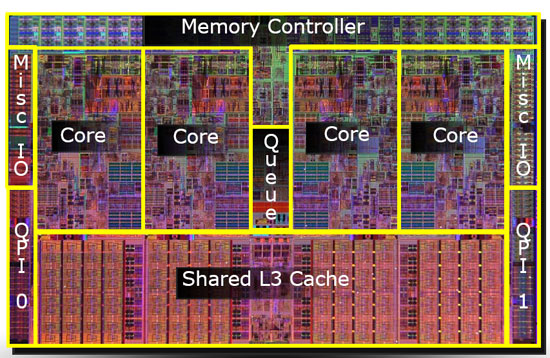 Memory Controller
Misc IO
Core
Core
Queue
Core
Core
Misc IO
QPI 0
Shared L3 Cache
QPI 1